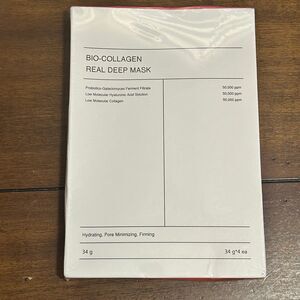 BIO-COLLAGEN
REAL DEEP MASK
Probiotics-Galactomyces Ferment Filtrate 50,000 ppm
Low Molecular Hyaluronic Acid Solution 50,000 ppm
Low Molecular Collagen 50,000 ppm
Hydrating, Pore Minimizing, Firming
34 g 34 g*4 ea